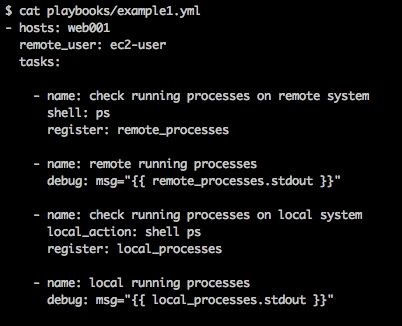 $ cat playbooks/example1.yml
- hosts: web001
  remote_user: ec2-user
  tasks:

    - name: check running processes on remote system
      shell: ps
      register: remote_processes

    - name: remote running processes
      debug: msg="{{ remote_processes.stdout }}"

    - name: check running processes on local system
      local_action: shell ps
      register: local_processes

    - name: local running processes
      debug: msg="{{ local_processes.stdout }}"